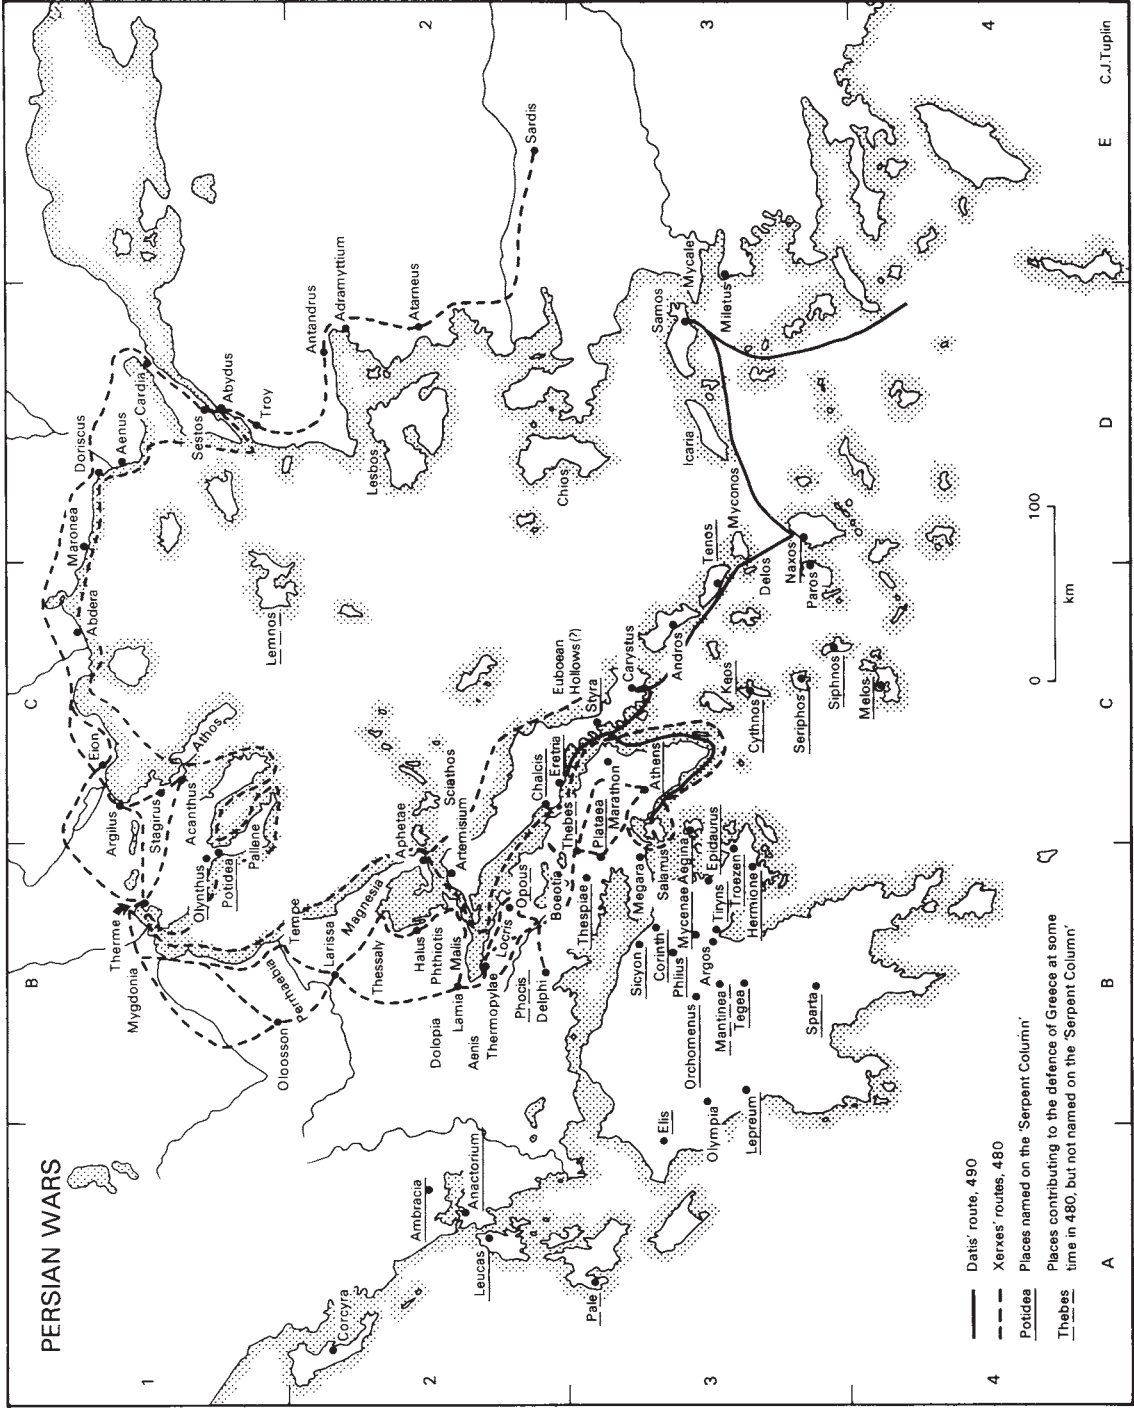 PERSIAN WARS
1
2
3
4
A
B
C
D
E
1
2
3
4
C.J.Tuplin
Corcyra
Ambracia
Anactorium
Leucas
Pale
Elis
Olympia
Lepreum
Mygdonia
Therme
Oloosson
Perrhaebia
Tempe
Larissa
Magnesia
Thessaly
Halus
Phthiotis
Malis
Dolopia
Lamia
Aenis
Thermopylae
Locris
Opous
Phocis
Delphi
Boeotia
Thespiae
Thebes
Plataea
Marathon
Athens
Megara
Salamis
Aegina
Sicyon
Corinth
Phlius
Mycenae
Argos
Tiryns
Epidaurus
Troezen
Hermione
Orchomenus
Mantinea
Tegea
Sparta
Olynthus
Potidea
Pallene
Acanthus
Stagirus
Argilus
Athos
Eion
Abdera
Maronea
Doriscus
Aenus
Cardia
Sestos
Abydus
Troy
Antandrus
Adramyttium
Atarneus
Sardis
Lemnos
Lesbos
Chios
Aphetae
Artemisium
Sciathos
Chalcis
Eretria
Styra
Euboean
Hollows(?)
Carystus
Andros
Tenos
Myconos
Delos
Naxos
Paros
Keos
Cythnos
Seriphos
Siphnos
Melos
Icaria
Samos
Mycale
Miletus
0
100
km
Datis' route, 490
Xerxes' routes, 480
Potidea
Places named on the 'Serpent Column'
Thebes
Places contributing to the defence of Greece at some
time in 480, but not named on the 'Serpent Column'